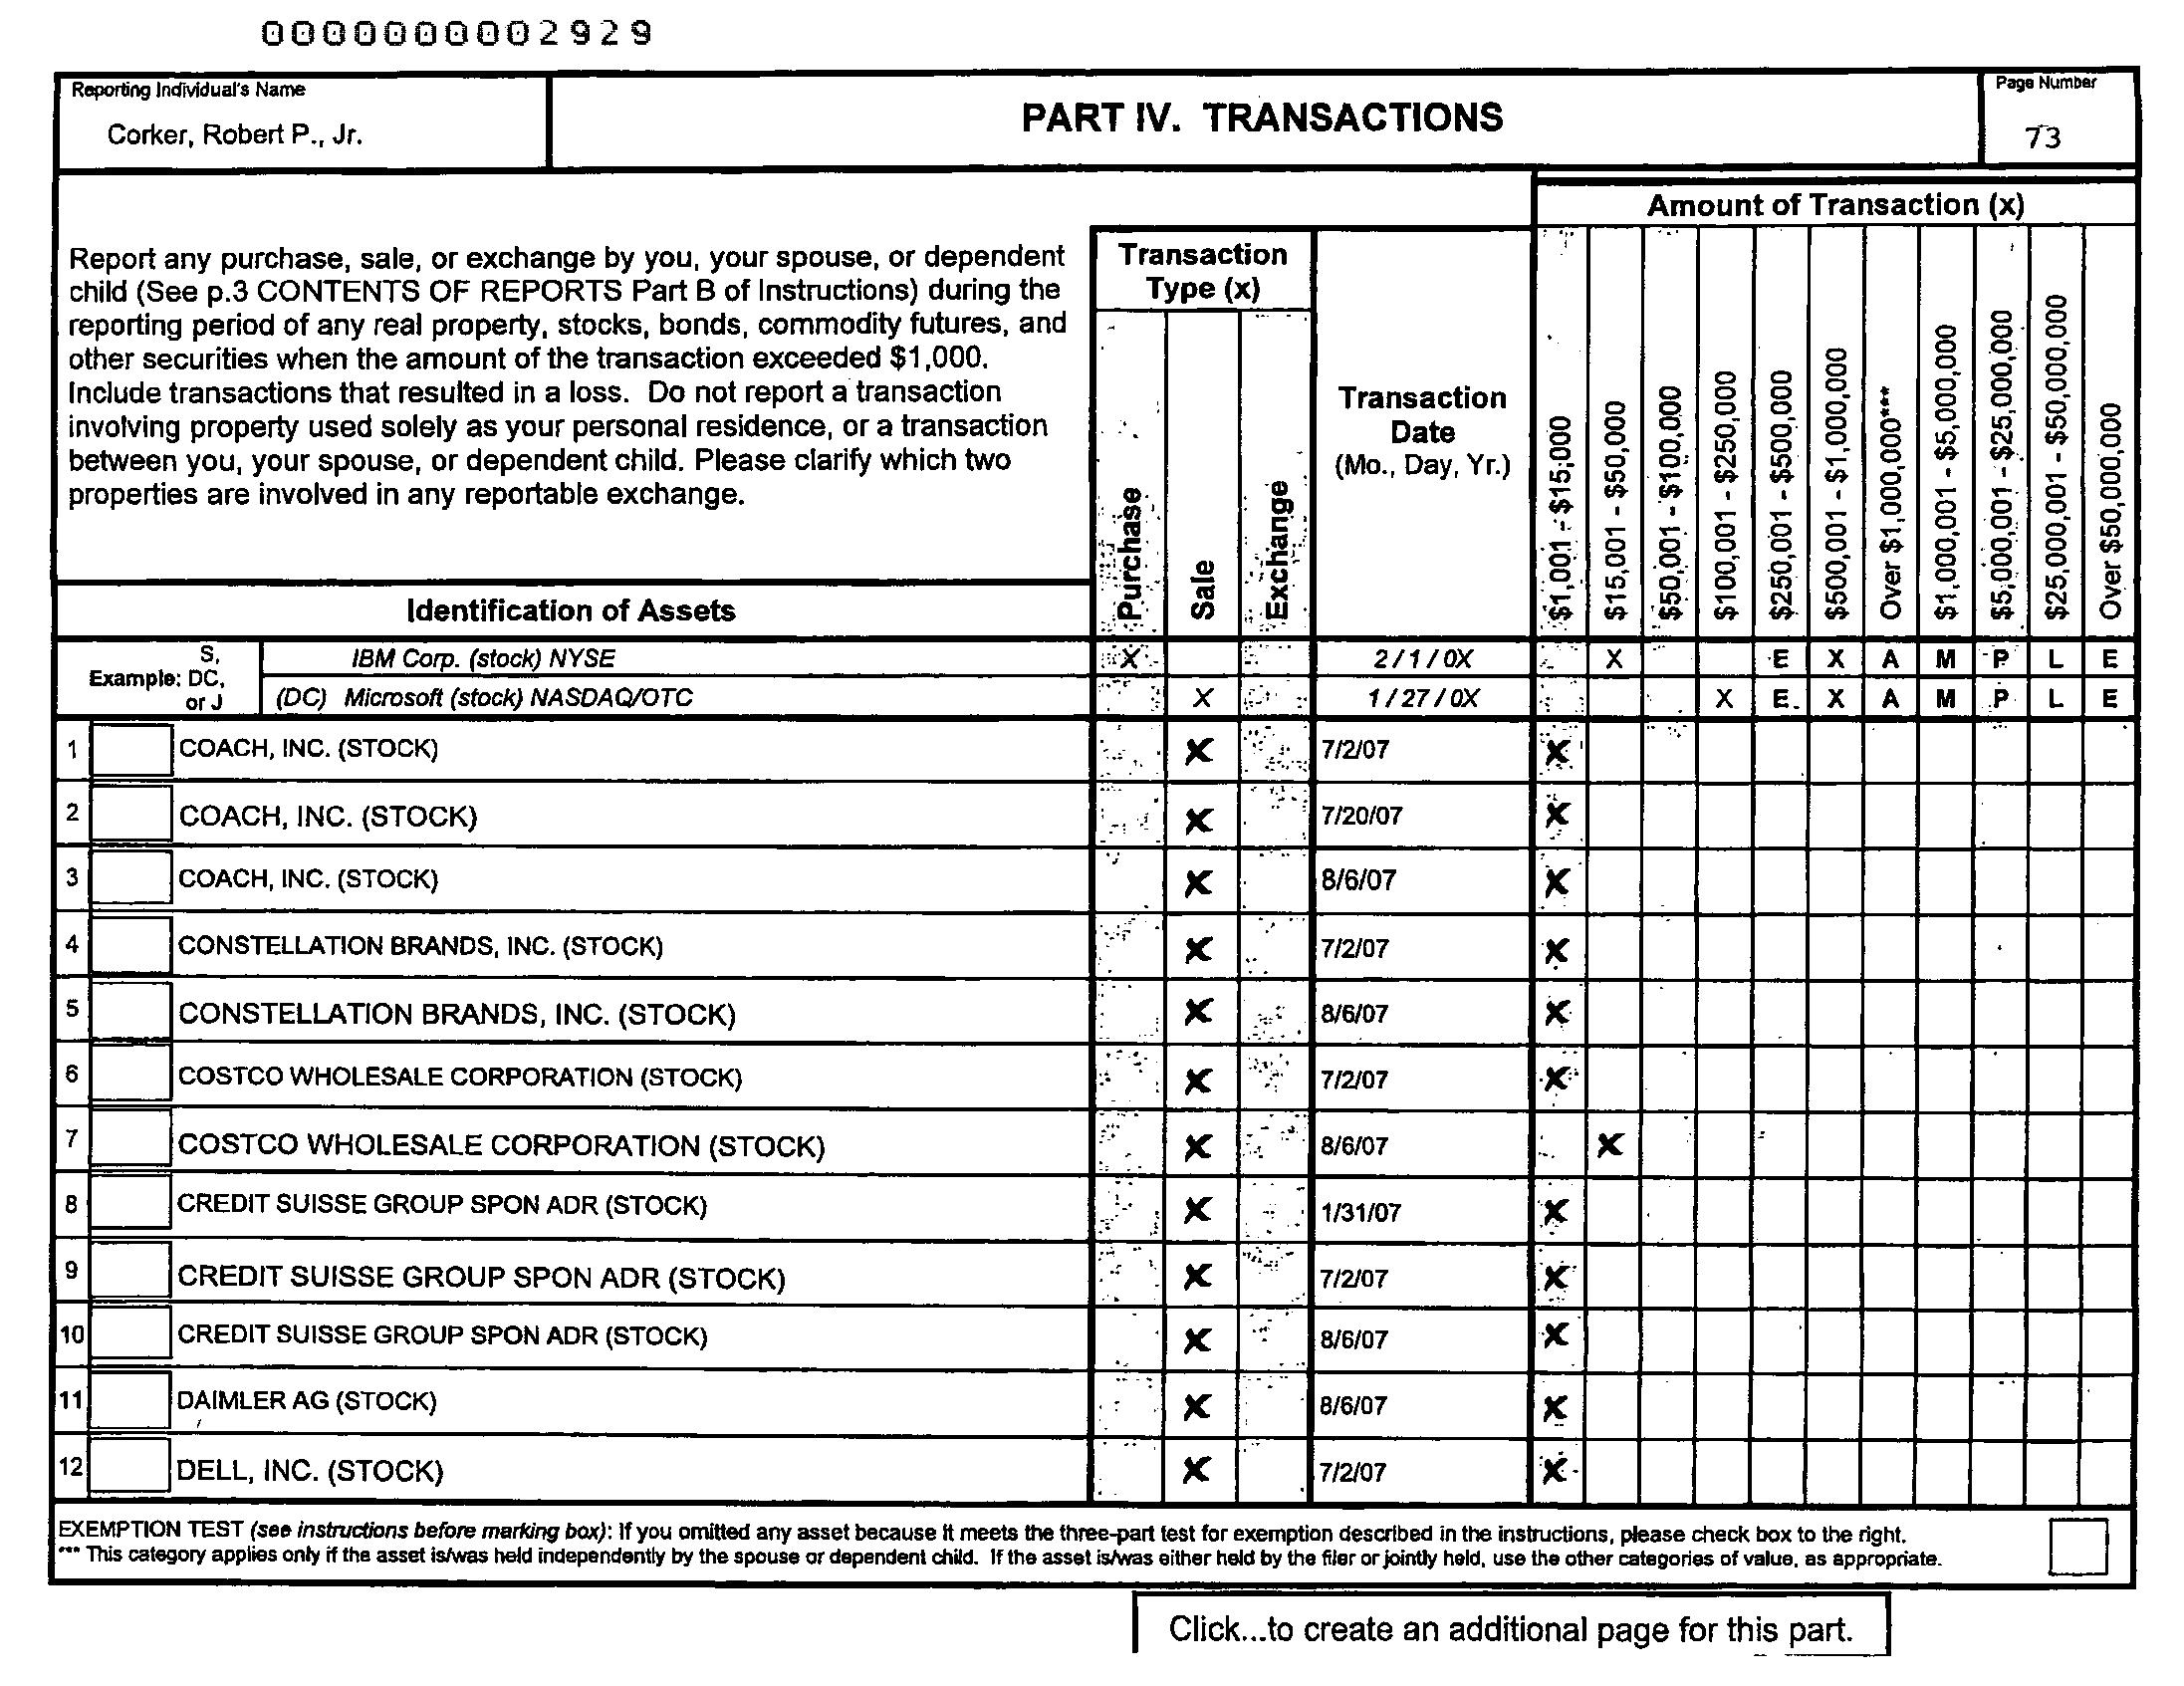 0000000002929
Reporting Individual's Name
Corker, Robert P., Jr.
PART IV. TRANSACTIONS
Page Number
73
Amount of Transaction (x)
Report any purchase, sale, or exchange by you, your spouse, or dependent
child (See p.3 CONTENTS OF REPORTS Part B of Instructions) during the
reporting period of any real property, stocks, bonds, commodity futures, and
other securities when the amount of the transaction exceeded $1,000.
Include transactions that resulted in a loss. Do not report a transaction
involving property used solely as your personal residence, or a transaction
between you, your spouse, or dependent child. Please clarify which two
properties are involved in any reportable exchange.
Transaction
Type (x)
Purchase
Sale
Exchange
Transaction
Date
(Mo., Day, Yr.)
$1,001 - $15,000
$15,001 - $50,000
$50,001 - $100,000
$100,001 - $250,000
$250,001 - $500,000
$500,001 - $1,000,000
Over $1,000,000***
$1,000,001 - $5,000,000
$5,000,001 - $25,000,000
$25,000,001 - $50,000,000
Over $50,000,000
Identification of Assets
Example: S, DC, or J
IBM Corp. (stock) NYSE X 2 / 1 / 0X X E X A M P L E
(DC) Microsoft (stock) NASDAQ/OTC X 1 / 27 / 0X X E X A M P L E
1 COACH, INC. (STOCK) X 7/2/07 X
2 COACH, INC. (STOCK) X 7/20/07 X
3 COACH, INC. (STOCK) X 8/6/07 X
4 CONSTELLATION BRANDS, INC. (STOCK) X 7/2/07 X
5 CONSTELLATION BRANDS, INC. (STOCK) X 8/6/07 X
6 COSTCO WHOLESALE CORPORATION (STOCK) X 7/2/07 X
7 COSTCO WHOLESALE CORPORATION (STOCK) X 8/6/07 X
8 CREDIT SUISSE GROUP SPON ADR (STOCK) X 1/31/07 X
9 CREDIT SUISSE GROUP SPON ADR (STOCK) X 7/2/07 X
10 CREDIT SUISSE GROUP SPON ADR (STOCK) X 8/6/07 X
11 DAIMLER AG (STOCK) X 8/6/07 X
12 DELL, INC. (STOCK) X 7/2/07 X
EXEMPTION TEST (see instructions before marking box): If you omitted any asset because it meets the three-part test for exemption described in the instructions, please check box to the right.
*** This category applies only if the asset is/was held independently by the spouse or dependent child. If the asset is/was either held by the filer or jointly held, use the other categories of value, as appropriate.
Click...to create an additional page for this part.